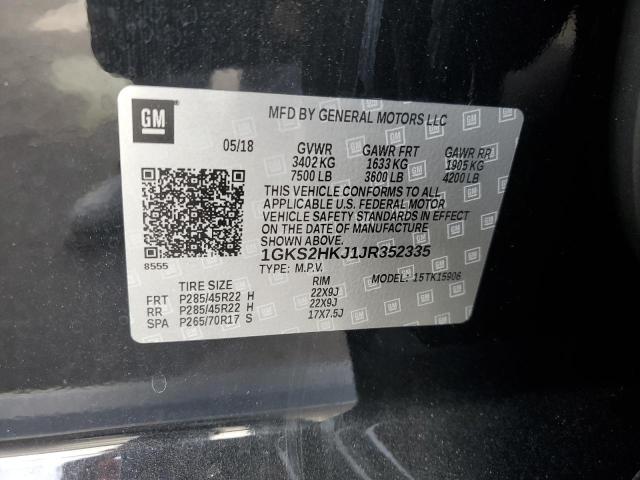 GM
MFD BY GENERAL MOTORS LLC
05/18 GVWR GAWR FRT GAWR RR
3402 KG 1633 KG 1905 KG
7500 LB 3600 LB 4200 LB
THIS VEHICLE CONFORMS TO ALL
APPLICABLE U.S. FEDERAL MOTOR
VEHICLE SAFETY STANDARDS IN EFFECT
ON THE DATE OF MANUFACTURE
SHOWN ABOVE.
1GKS2HKJ1JR352335
8555
TYPE: M.P.V. MODEL: 15TK15906
TIRE SIZE RIM
FRT P285/45R22 H 22X9J
RR P285/45R22 H 22X9J
SPA P265/70R17 S 17X7.5J